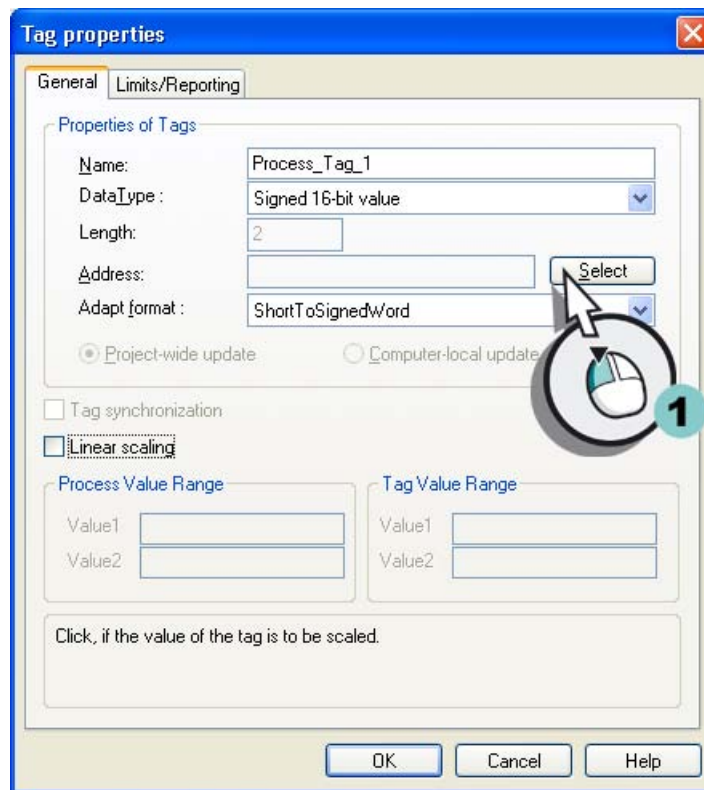 Tag properties
General Limits/Reporting
Properties of Tags
Name: Process_Tag_1
DataType : Signed 16-bit value
Length: 2
Address: Select
Adapt format : ShortToSignedWord
Project-wide update Computer-local update
1
Tag synchronization
Linear scaling
Process Value Range Tag Value Range
Value1 Value1
Value2 Value2
Click, if the value of the tag is to be scaled.
OK Cancel Help